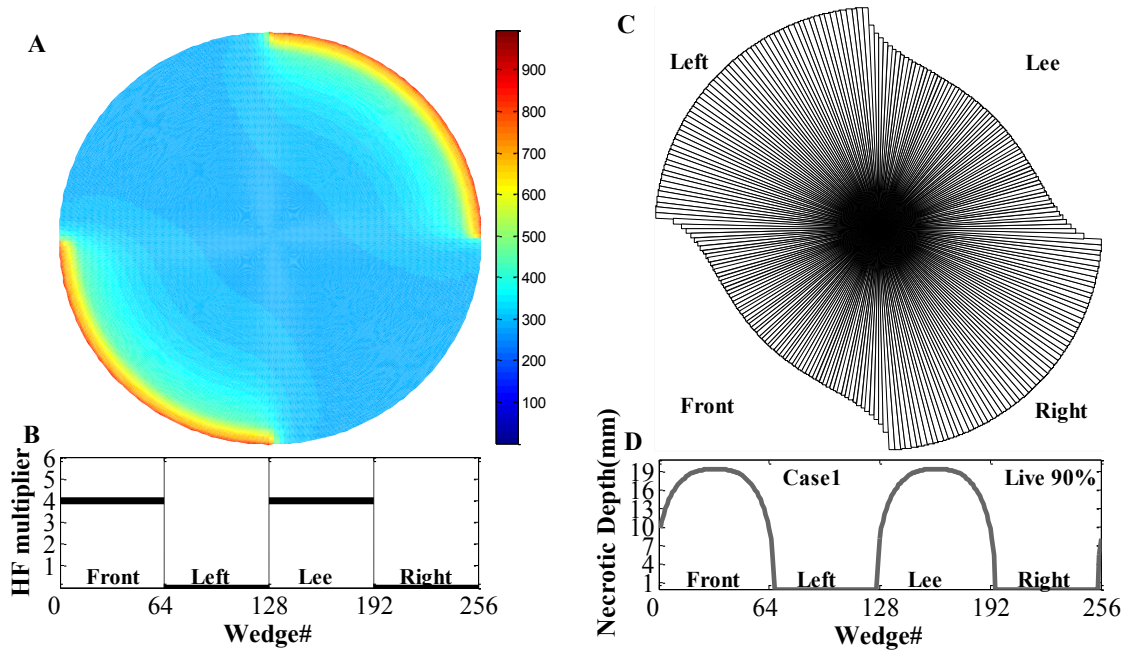 A
900
800
700
600
500
400
300
200
100
C
Left
Lee
Front
Right
B
HF multiplier
6
5
4
3
2
1
Front
Left
Lee
Right
0
64
128
192
256
Wedge#
D
Necrotic Depth(mm)
19
16
13
10
7
4
1
Case1
Live 90%
Front
Left
Lee
Right
0
64
128
192
256
Wedge#